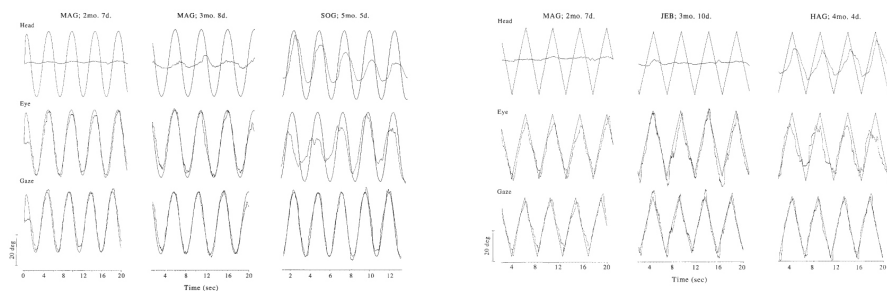 MAG; 2mo. 7d.
MAG; 3mo. 8d.
SOG; 5mo. 5d.
Head
Eye
Gaze
20 deg
0 4 8 12 16 20
4 8 12 16 20
2 4 6 8 10 12
Time (sec)
MAG; 2mo. 7d.
JEB; 3mo. 10d.
HAG; 4mo. 4d.
Head
Eye
Gaze
20 deg
4 8 12 16 20
4 8 12 16 20
4 8 12 16 20
Time (sec)